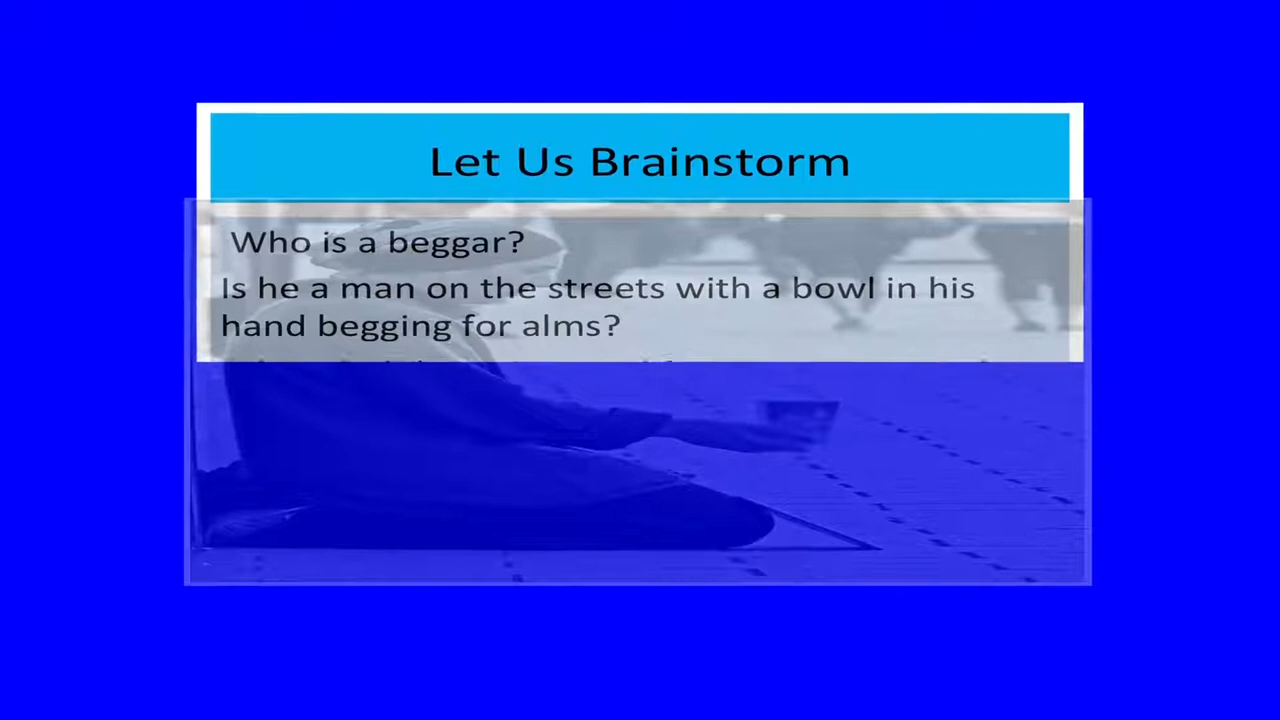 Let Us Brainstorm
Who is a beggar?
Is he a man on the streets with a bowl in his
hand begging for alms?